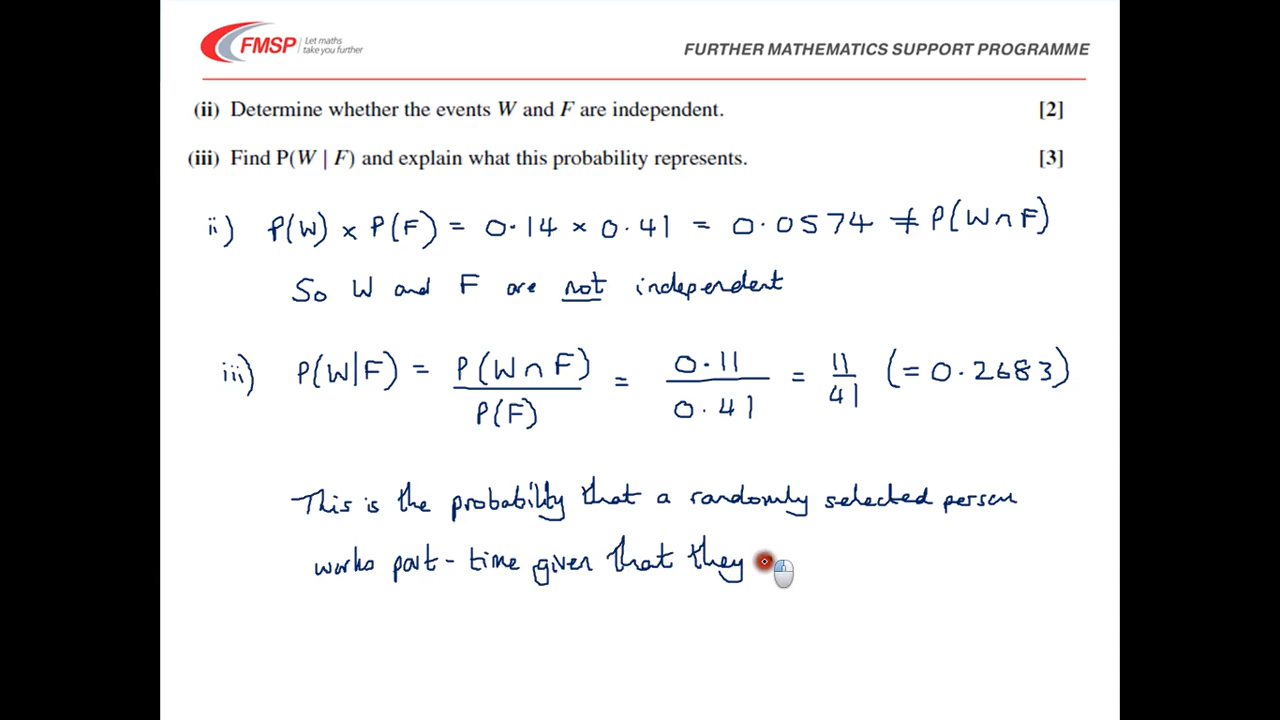 FMSP Let maths
take you further
FURTHER MATHEMATICS SUPPORT PROGRAMME
(ii) Determine whether the events W and F are independent. [2]
(iii) Find P(W | F) and explain what this probability represents. [3]
ii) P(W) × P(F) = 0.14 × 0.41 = 0.0574 ≠ P(W∩F)
So W and F are not independent
iii) P(W|F) = P(W∩F) / P(F) = 0.11 / 0.41 = 11/41 (= 0.2683)
This is the probability that a randomly selected person
works part-time given that they